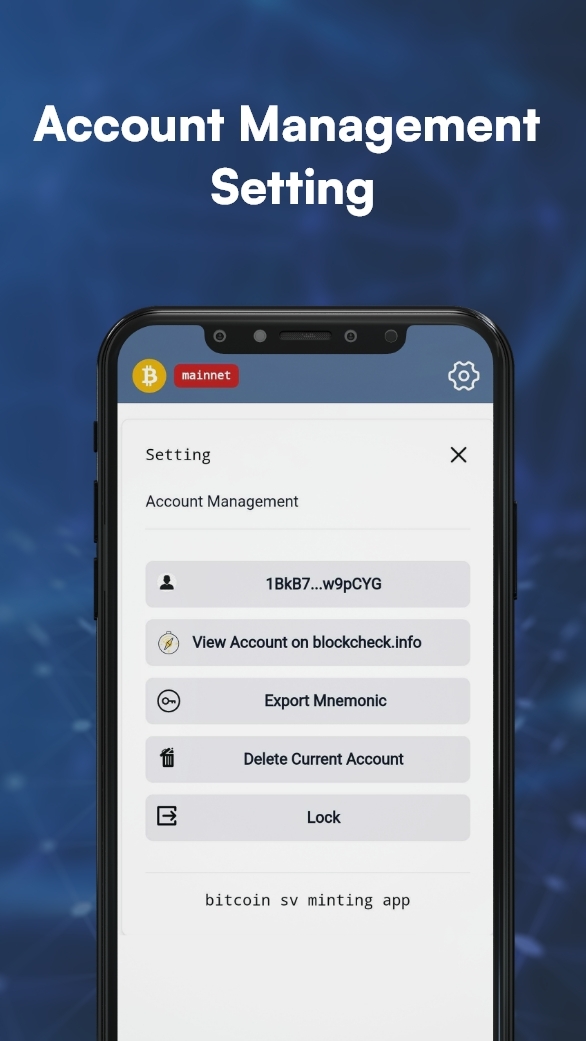 Account Management
Setting
mainnet
Setting
Account Management
1BkB7...w9pCYG
View Account on blockcheck.info
Export Mnemonic
Delete Current Account
Lock
bitcoin sv minting app